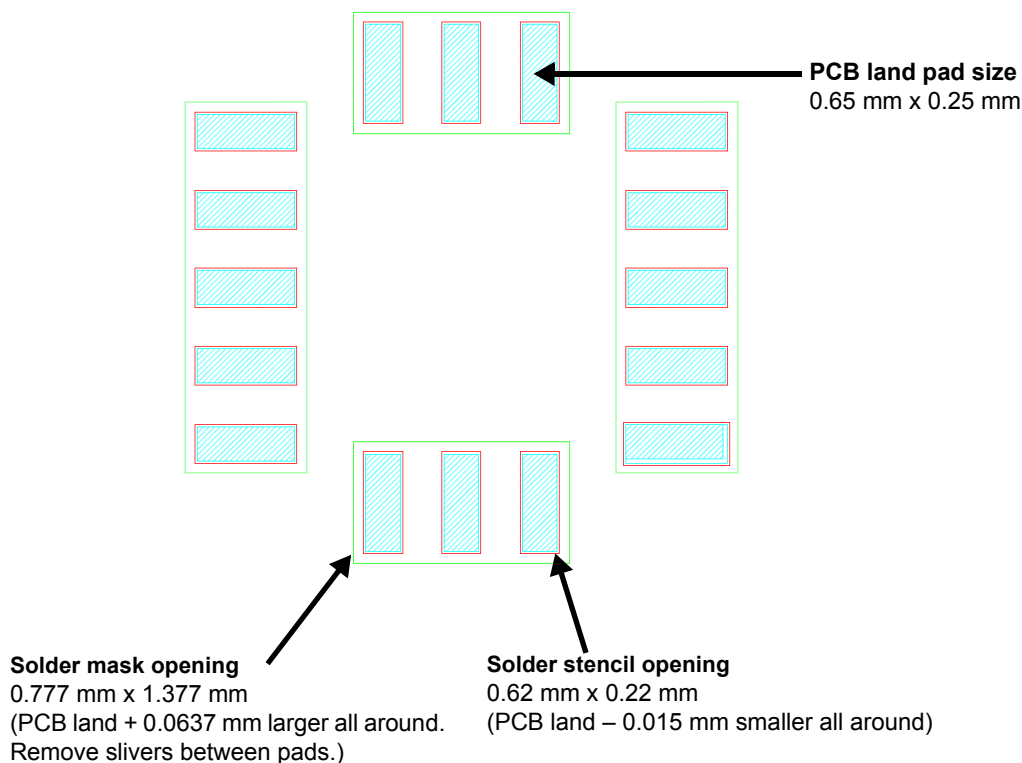 PCB land pad size
0.65 mm x 0.25 mm
Solder mask opening
0.777 mm x 1.377 mm
(PCB land + 0.0637 mm larger all around.
Remove slivers between pads.)
Solder stencil opening
0.62 mm x 0.22 mm
(PCB land – 0.015 mm smaller all around)